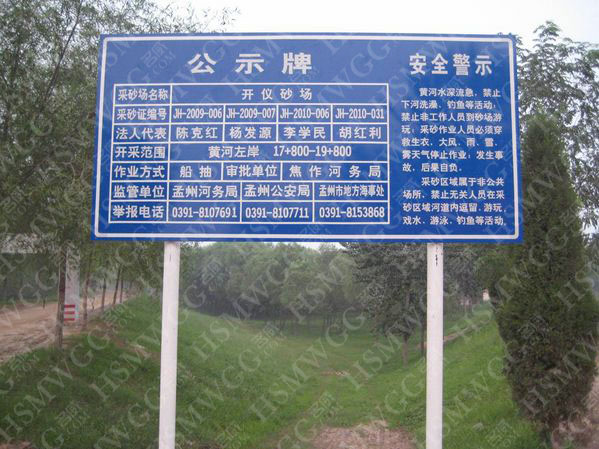 公示牌
采砂场名称 开仪砂场
采砂证编号 JH-2009-006 JH-2009-007 JH-2010-006 JH-2010-031
法人代表 陈克红 杨发源 李学民 胡红利
开采范围 黄河左岸 17+800-19+800
作业方式 船抽 审批单位 焦作河务局
监管单位 孟州河务局 孟州公安局 孟州市地方海事处
举报电话 0391-8107691 0391-8107711 0391-8153868
安全警示
黄河水深流急,禁止
下河洗澡、钓鱼等活动;
禁止非工作人员到砂场游
玩;采砂作业人员必须穿
救生衣、大风、雨、雪、
雾天气停止作业;发生事
故、后果自负。
采砂区域属于非公共
场所、禁止无关人员在采
砂区域河道内逗留、游玩
戏水、游泳、钓鱼等活动、
HSMWGG